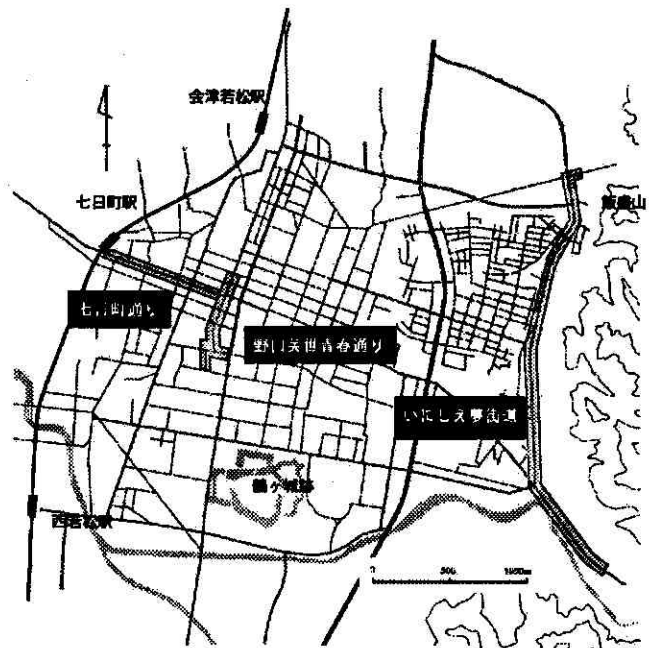 会津若松駅
七日町駅
飯盛山
七日町通り
野口英世青春通り
いにしえ夢街道
鶴ヶ城跡
西若松駅
0 500 1000m